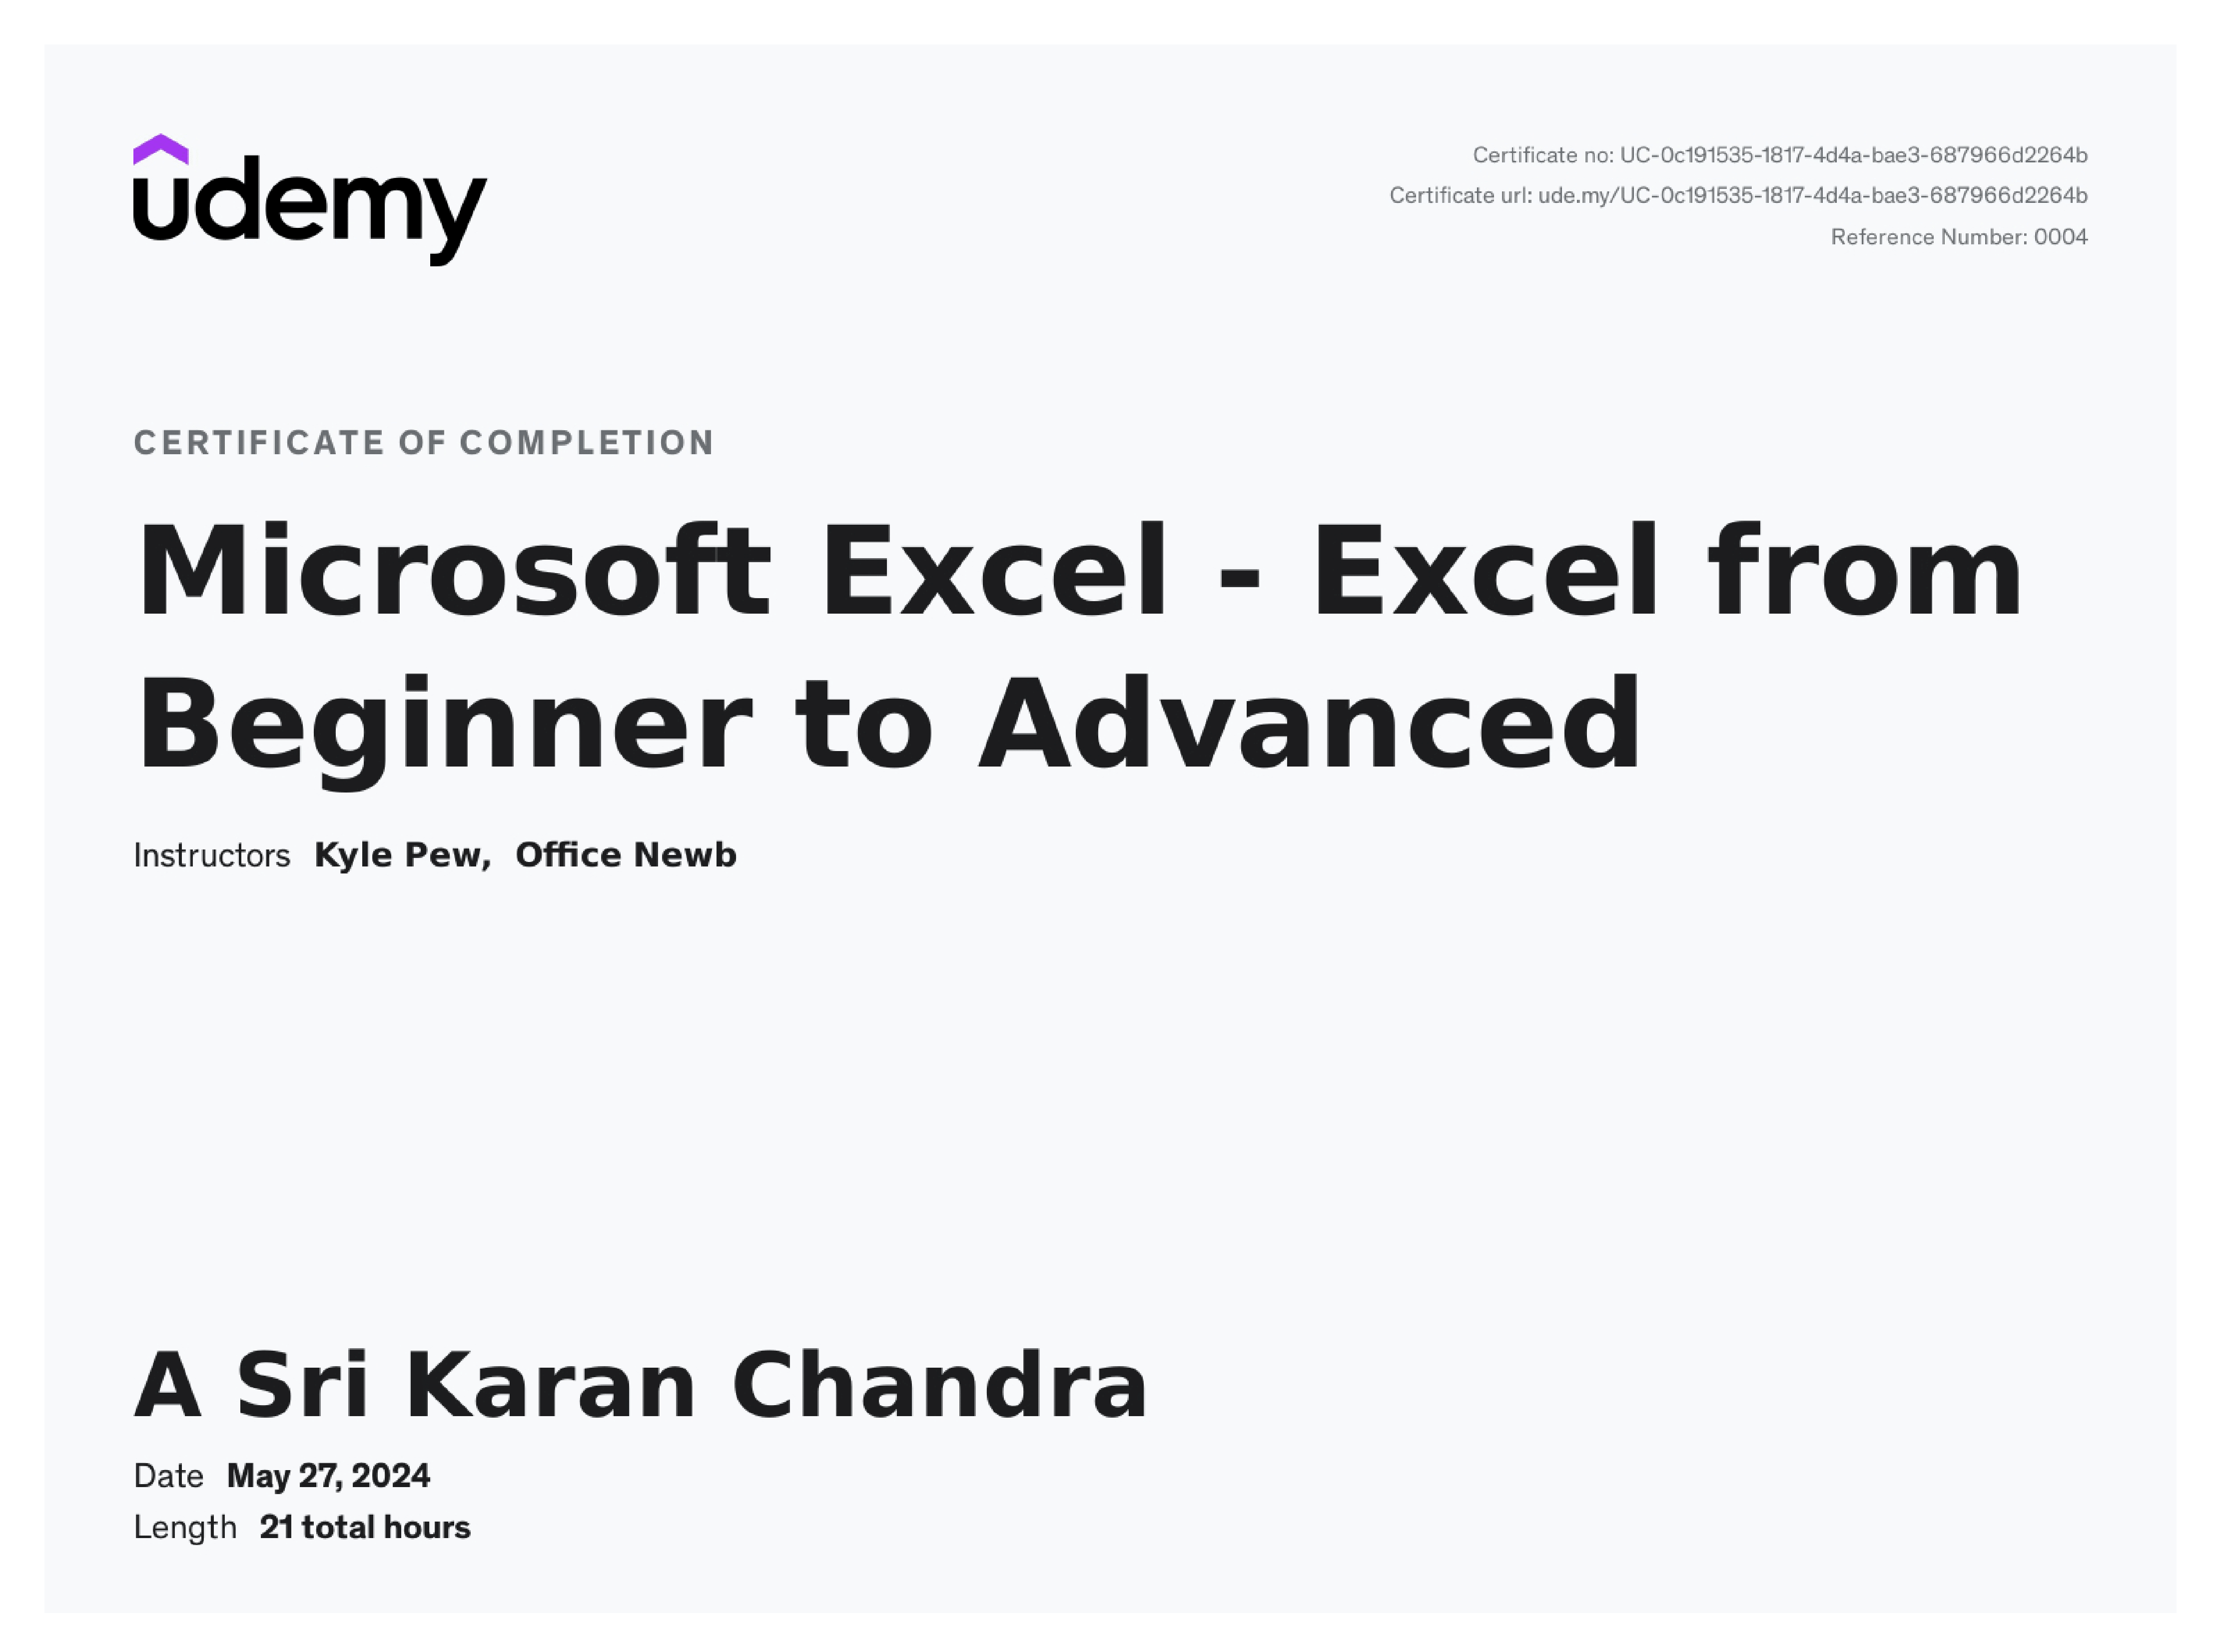 udemy
Certificate no: UC-0c191535-1817-4d4a-bae3-687966d2264b
Certificate url: ude.my/UC-0c191535-1817-4d4a-bae3-687966d2264b
Reference Number: 0004
CERTIFICATE OF COMPLETION
Microsoft Excel - Excel from
Beginner to Advanced
Instructors Kyle Pew, Office Newb
A Sri Karan Chandra
Date May 27, 2024
Length 21 total hours